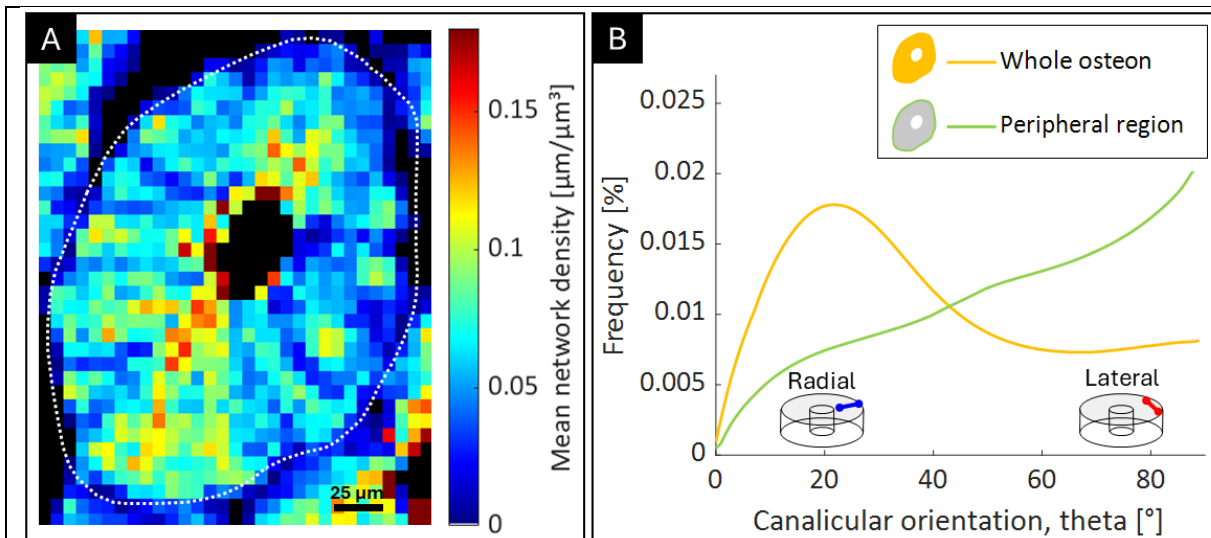 A
0.15
0.1
0.05
0
Mean network density [µm/µm³]
25 µm
B
Whole osteon
Peripheral region
0.025
0.02
0.015
0.01
0.005
0
Frequency [%]
Radial
Lateral
0 20 40 60 80
Canalicular orientation, theta [°]